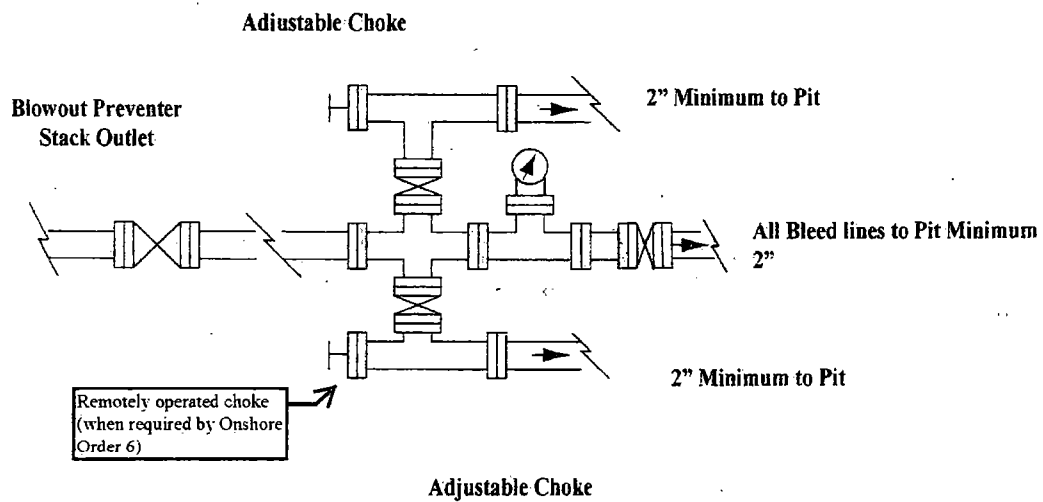 Adiustable Choke
2” Minimum to Pit
Blowout Preventer
Stack Outlet
All Bleed lines to Pit Minimum
2”
2” Minimum to Pit
Remotely operated choke
(when required by Onshore
Order 6)
Adjustable Choke